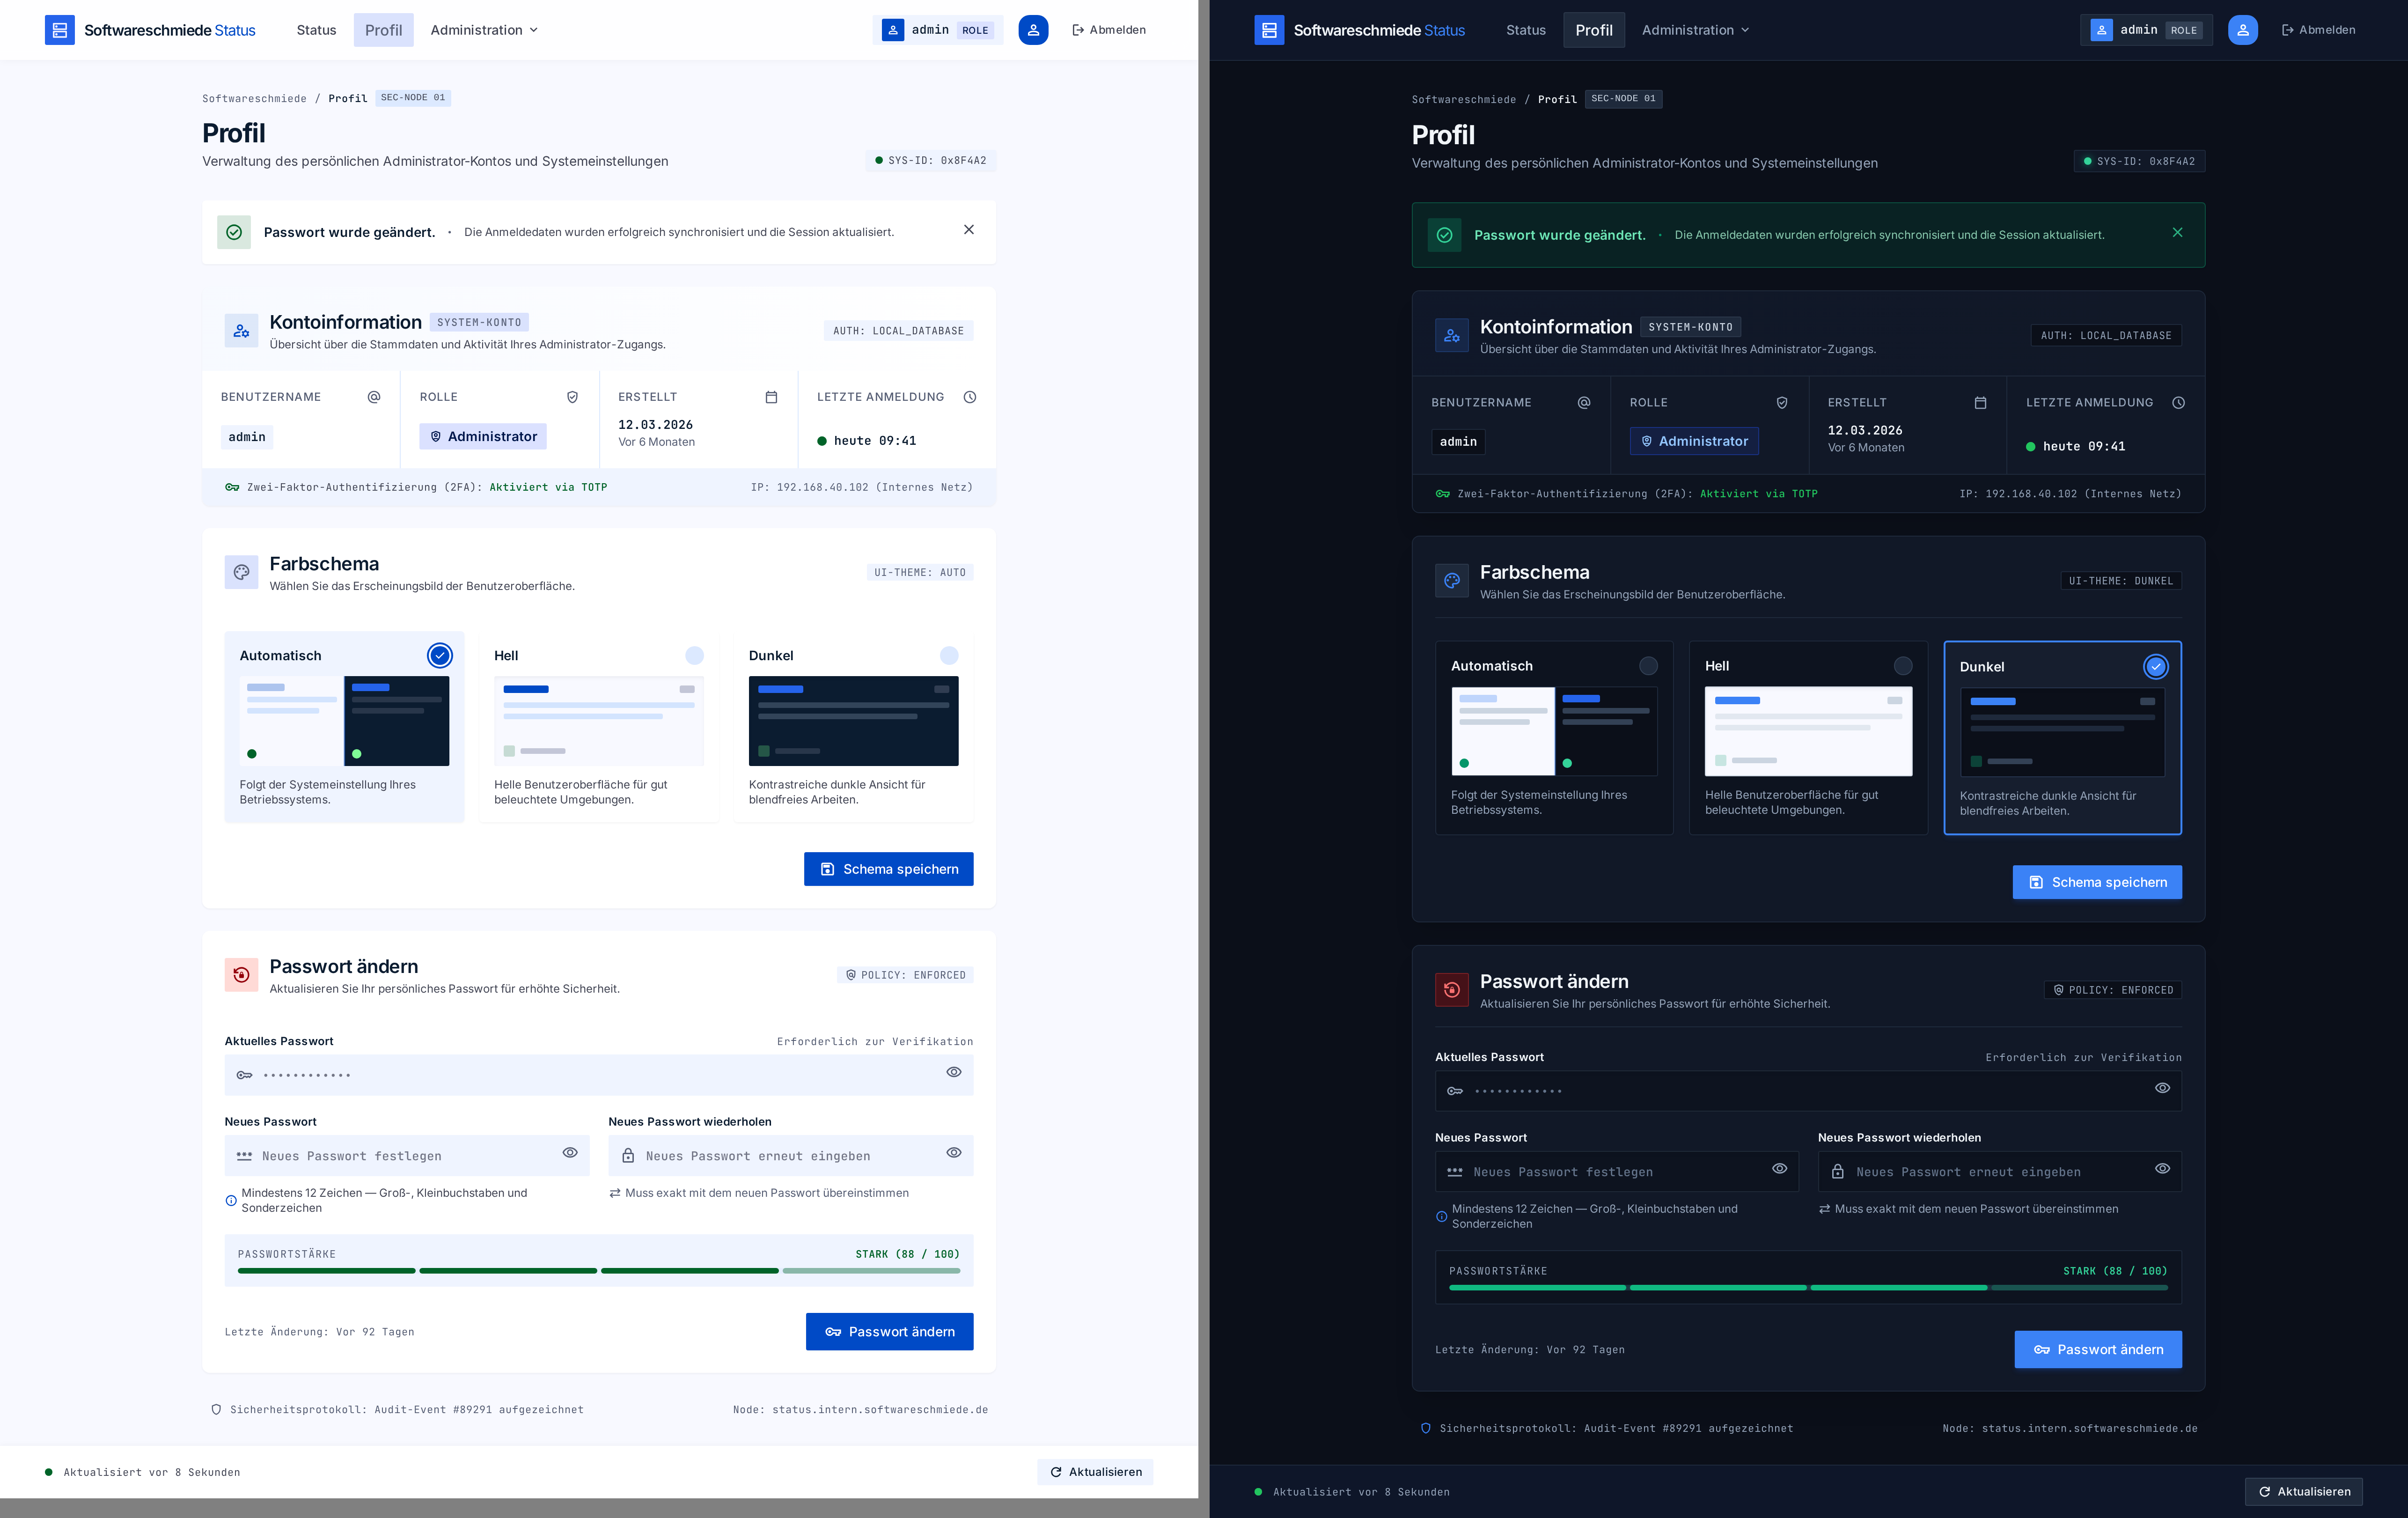 Softwareschmiede Status
Status
Profil
Administration
admin ROLE
Abmelden
Softwareschmiede / Profil SEC-NODE 01
Profil
Verwaltung des persönlichen Administrator-Kontos und Systemeinstellungen
SYS-ID: 0x8F4A2
Passwort wurde geändert. • Die Anmeldedaten wurden erfolgreich synchronisiert und die Session aktualisiert.
Kontoinformation SYSTEM-KONTO
Übersicht über die Stammdaten und Aktivität Ihres Administrator-Zugangs.
AUTH: LOCAL_DATABASE
BENUTZERNAME
admin
ROLLE
Administrator
ERSTELLT
12.03.2026
Vor 6 Monaten
LETZTE ANMELDUNG
heute 09:41
Zwei-Faktor-Authentifizierung (2FA): Aktiviert via TOTP
IP: 192.168.40.102 (Internes Netz)
Farbschema
Wählen Sie das Erscheinungsbild der Benutzeroberfläche.
UI-THEME: AUTO
Automatisch
Folgt der Systemeinstellung Ihres
Betriebssystems.
Hell
Helle Benutzeroberfläche für gut
beleuchtete Umgebungen.
Dunkel
Kontrastreiche dunkle Ansicht für
blendfreies Arbeiten.
Schema speichern
Passwort ändern
Aktualisieren Sie Ihr persönliches Passwort für erhöhte Sicherheit.
POLICY: ENFORCED
Aktuelles Passwort
Erforderlich zur Verifikation
••••••••••••
Neues Passwort
Neues Passwort festlegen
Mindestens 12 Zeichen — Groß-, Kleinbuchstaben und
Sonderzeichen
Neues Passwort wiederholen
Neues Passwort erneut eingeben
Muss exakt mit dem neuen Passwort übereinstimmen
PASSWORTSTÄRKE
STARK (88 / 100)
Letzte Änderung: Vor 92 Tagen
Passwort ändern
Sicherheitsprotokoll: Audit-Event #89291 aufgezeichnet
Node: status.intern.softwareschmiede.de
Aktualisiert vor 8 Sekunden
Aktualisieren
Softwareschmiede Status
Status
Profil
Administration
admin ROLE
Abmelden
Softwareschmiede / Profil SEC-NODE 01
Profil
Verwaltung des persönlichen Administrator-Kontos und Systemeinstellungen
SYS-ID: 0x8F4A2
Passwort wurde geändert. • Die Anmeldedaten wurden erfolgreich synchronisiert und die Session aktualisiert.
Kontoinformation SYSTEM-KONTO
Übersicht über die Stammdaten und Aktivität Ihres Administrator-Zugangs.
AUTH: LOCAL_DATABASE
BENUTZERNAME
admin
ROLLE
Administrator
ERSTELLT
12.03.2026
Vor 6 Monaten
LETZTE ANMELDUNG
heute 09:41
Zwei-Faktor-Authentifizierung (2FA): Aktiviert via TOTP
IP: 192.168.40.102 (Internes Netz)
Farbschema
Wählen Sie das Erscheinungsbild der Benutzeroberfläche.
UI-THEME: DUNKEL
Automatisch
Folgt der Systemeinstellung Ihres
Betriebssystems.
Hell
Helle Benutzeroberfläche für gut
beleuchtete Umgebungen.
Dunkel
Kontrastreiche dunkle Ansicht für
blendfreies Arbeiten.
Schema speichern
Passwort ändern
Aktualisieren Sie Ihr persönliches Passwort für erhöhte Sicherheit.
POLICY: ENFORCED
Aktuelles Passwort
Erforderlich zur Verifikation
••••••••••••
Neues Passwort
Neues Passwort festlegen
Mindestens 12 Zeichen — Groß-, Kleinbuchstaben und
Sonderzeichen
Neues Passwort wiederholen
Neues Passwort erneut eingeben
Muss exakt mit dem neuen Passwort übereinstimmen
PASSWORTSTÄRKE
STARK (88 / 100)
Letzte Änderung: Vor 92 Tagen
Passwort ändern
Sicherheitsprotokoll: Audit-Event #89291 aufgezeichnet
Node: status.intern.softwareschmiede.de
Aktualisiert vor 8 Sekunden
Aktualisieren